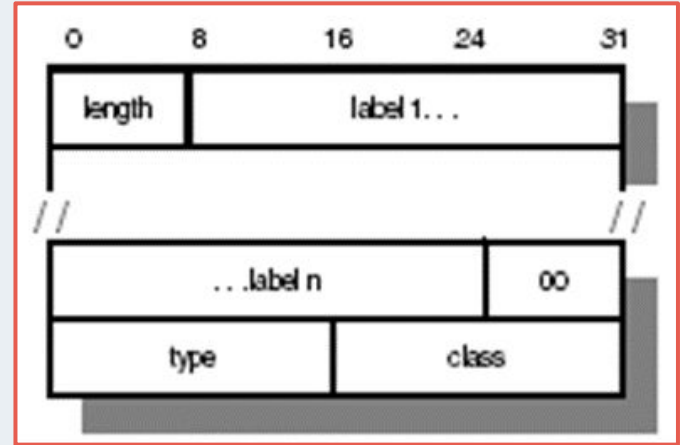 0 8 16 24 31
length label 1. . .
/ / / /
. . .label n 00
type class